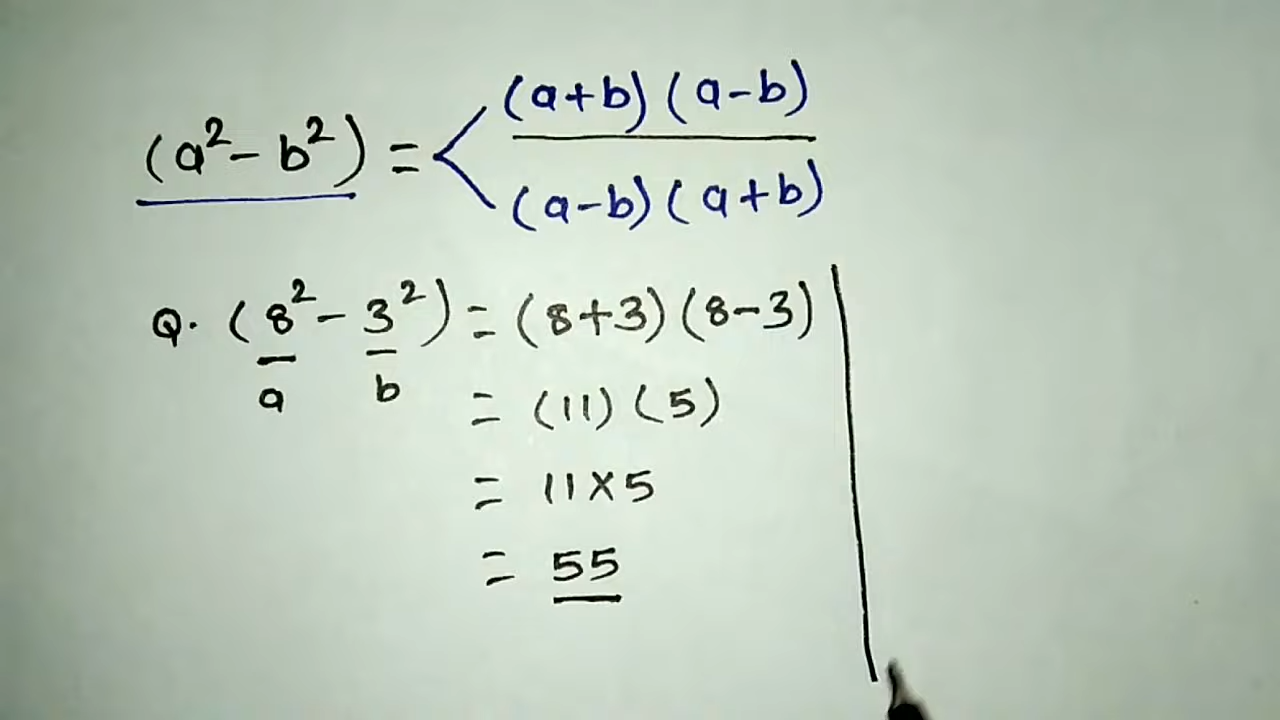 (a+b)(a-b)
(a²-b²) = <
(a-b)(a+b)
Q. (8²-3²) = (8+3)(8-3)
a b
= (11)(5)
= 11×5
= 55